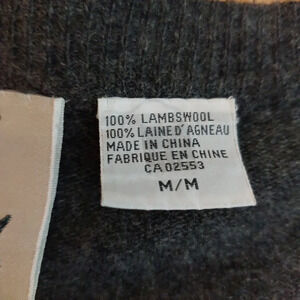 100% LAMBSWOOL
100% LAINE D'AGNEAU
MADE IN CHINA
FABRIQUE EN CHINE
CA 02553
M/M